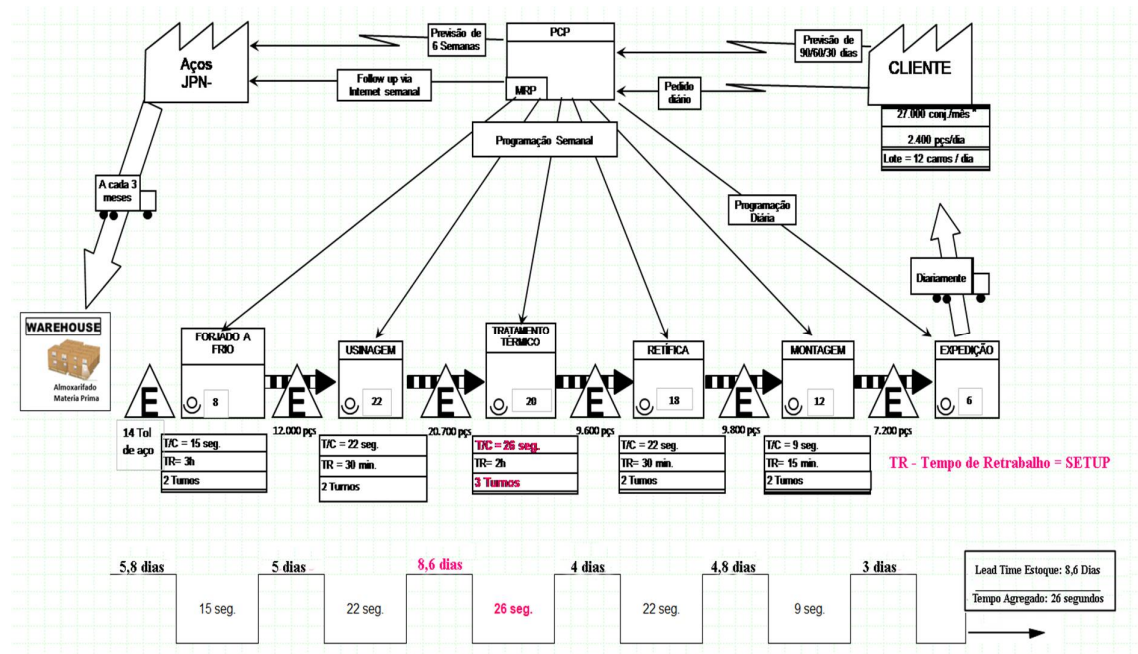 Aços
JPN-
Previsão de
6 Semanas
Follow up via
Internet semanal
PCP
MRP
Previsão de
90/60/30 dias
Pedido
diário
CLIENTE
27.000 conj./mês *
2.400 pçs/dia
Lote = 12 carros / dia
Programação Semanal
A cada 3
meses
Programação
Diária
Diariamente
WAREHOUSE
Almoxarifado
Materia Prima
FORJADO A
FRIO
USINAGEM
TRATAMENTO
TÉRMICO
RETÍFICA
MONTAGEM
EXPEDIÇÃO
E
8
E
22
E
20
E
18
E
12
E
6
14 Tol
de aço
12.000 pçs
20.700 pçs
9.600 pçs
9.800 pçs
7.200 pçs
T/C = 15 seg.
TR= 3h
2 Turnos
T/C = 22 seg.
TR = 30 min.
2 Turnos
T/C = 26 seg.
TR= 2h
3 Turnos
T/C = 22 seg.
TR = 30 min.
2 Turnos
T/C = 9 seg.
TR= 15 min.
2 Turnos
TR - Tempo de Retrabalho = SETUP
5,8 dias
5 dias
8,6 dias
4 dias
4,8 dias
3 dias
15 seg.
22 seg.
26 seg.
22 seg.
9 seg.
Lead Time Estoque: 8,6 Dias
Tempo Agregado: 26 segundos